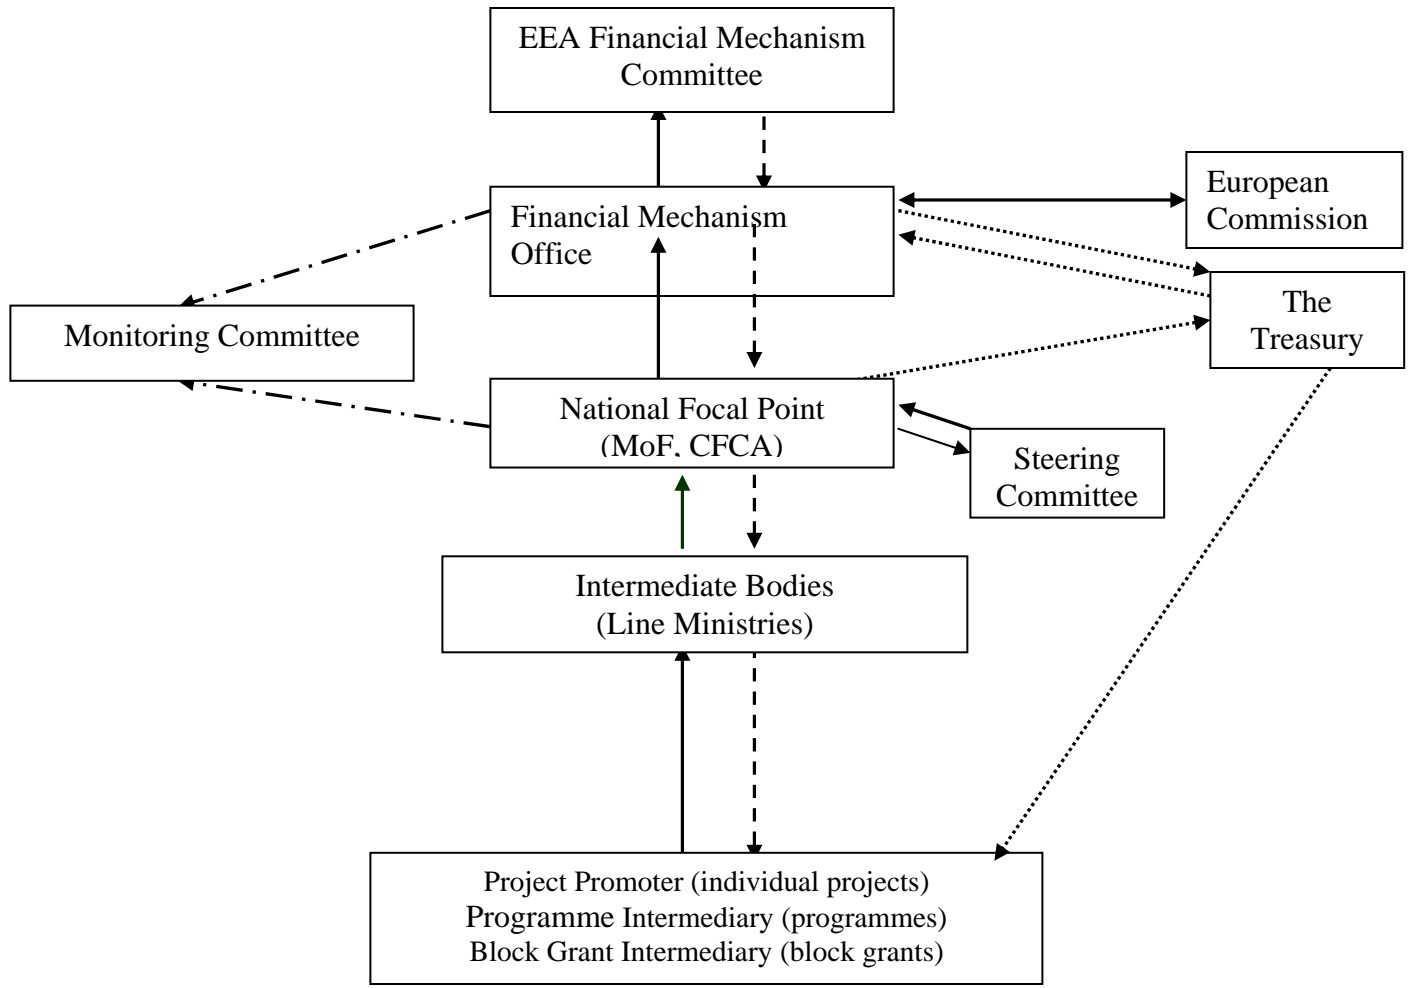 EEA Financial Mechanism
Committee
European
Commission
Financial Mechanism
Office
The
Treasury
Monitoring Committee
National Focal Point
(MoF, CFCA)
Steering
Committee
Intermediate Bodies
(Line Ministries)
Project Promoter (individual projects)
Programme Intermediary (programmes)
Block Grant Intermediary (block grants)